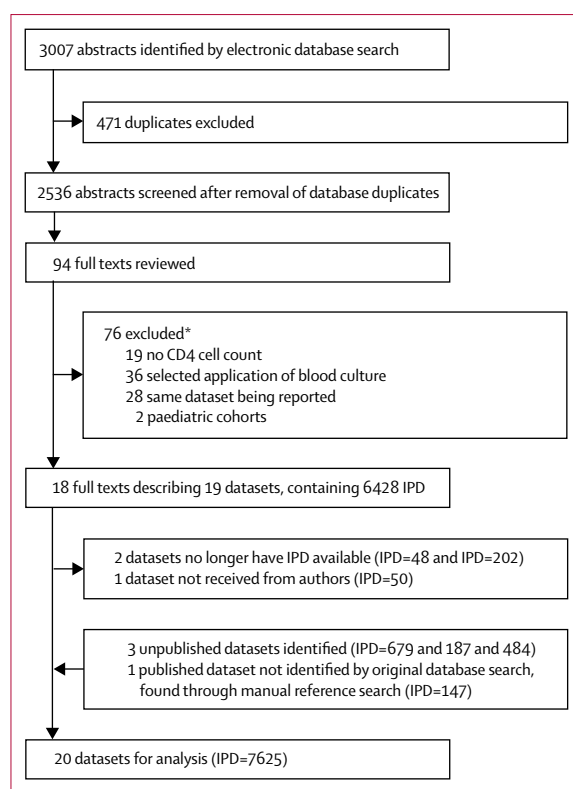 3007 abstracts identified by electronic database search
471 duplicates excluded
2536 abstracts screened after removal of database duplicates
94 full texts reviewed
76 excluded*
19 no CD4 cell count
36 selected application of blood culture
28 same dataset being reported
2 paediatric cohorts
18 full texts describing 19 datasets, containing 6428 IPD
2 datasets no longer have IPD available (IPD=48 and IPD=202)
1 dataset not received from authors (IPD=50)
3 unpublished datasets identified (IPD=679 and 187 and 484)
1 published dataset not identified by original database search,
found through manual reference search (IPD=147)
20 datasets for analysis (IPD=7625)